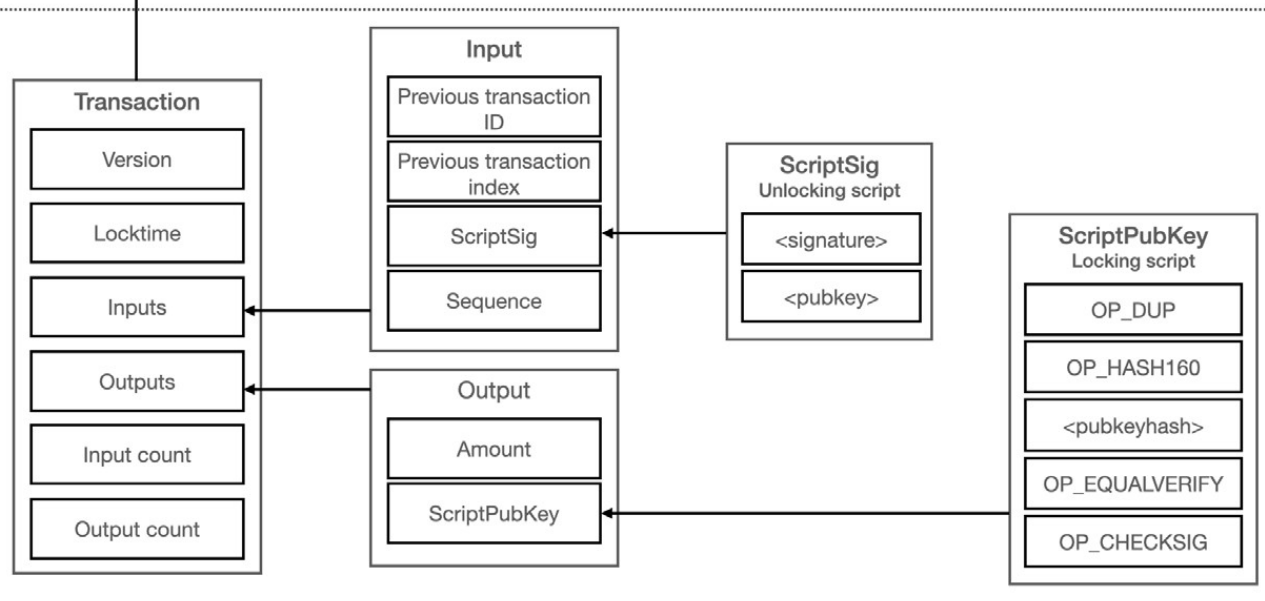 Transaction
Version
Locktime
Inputs
Outputs
Input count
Output count
Input
Previous transaction
ID
Previous transaction
index
ScriptSig
Sequence
Output
Amount
ScriptPubKey
ScriptSig
Unlocking script
<signature>
<pubkey>
ScriptPubKey
Locking script
OP_DUP
OP_HASH160
<pubkeyhash>
OP_EQUALVERIFY
OP_CHECKSIG